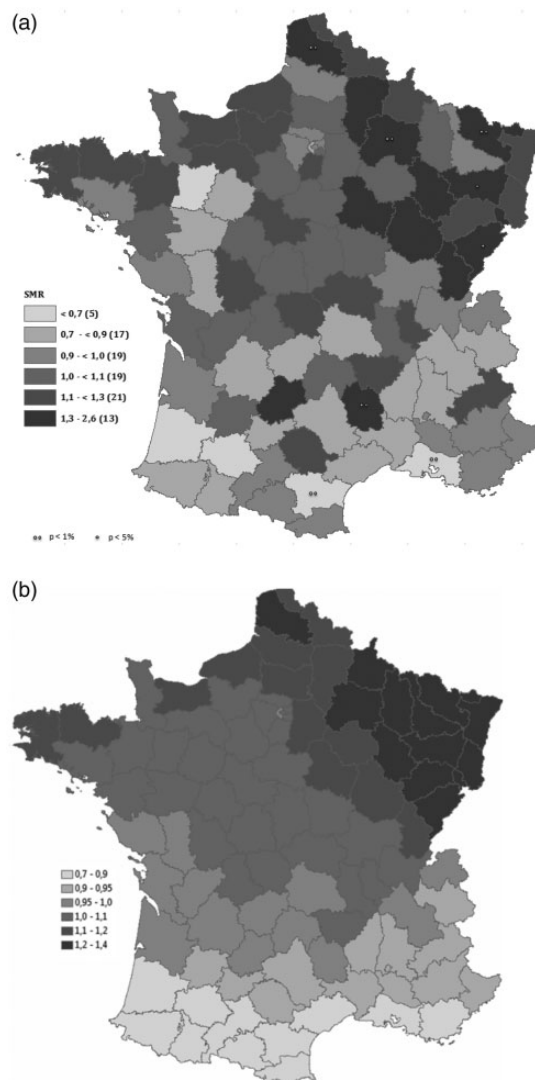 (a)
SMR
< 0,7 (5)
0,7 - < 0,9 (17)
0,9 - < 1,0 (19)
1,0 - < 1,1 (19)
1,1 - < 1,3 (21)
1,3 - 2,6 (13)
** p < 1% * p < 5%
(b)
0,7 - 0,9
0,9 - 0,95
0,95 - 1,0
1,0 - 1,1
1,1 - 1,2
1,2 - 1,4